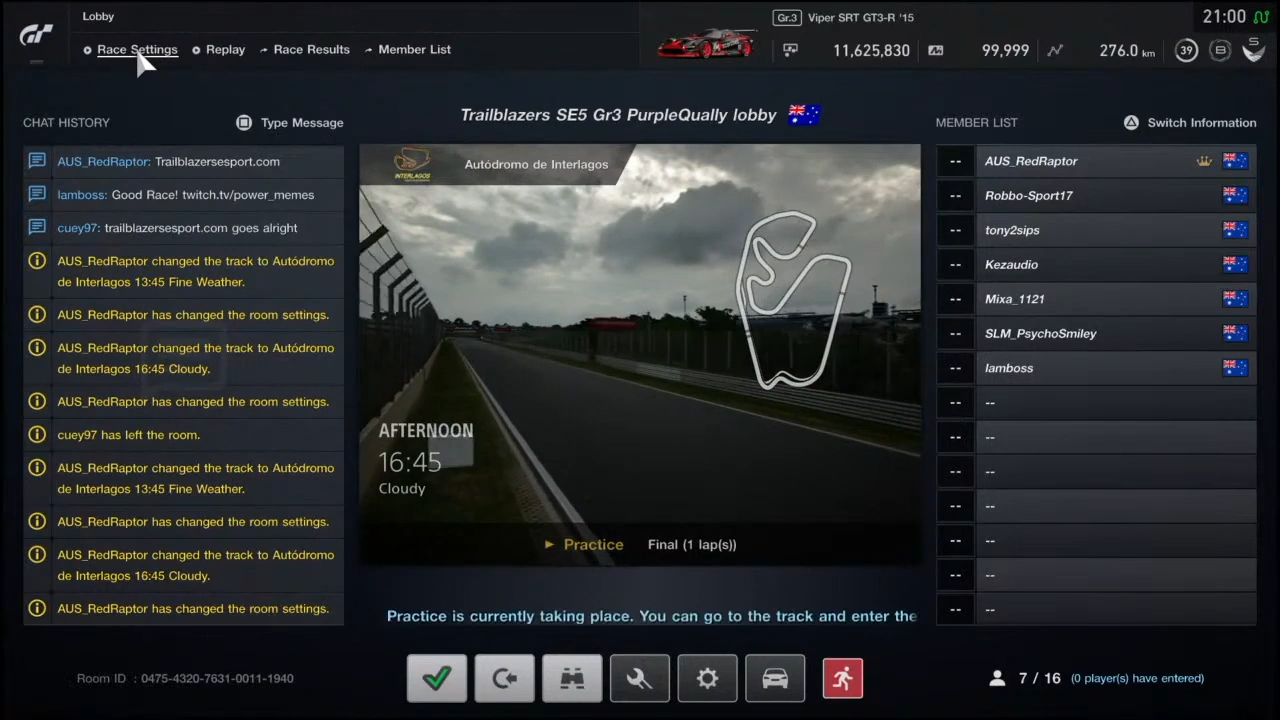 Lobby
Race Settings
Replay
Race Results
Member List
Gr.3 Viper SRT GT3-R '15
21:00
11,625,830
99,999
276.0 km
39
B
S
CHAT HISTORY
Type Message
Trailblazers SE5 Gr3 PurpleQually lobby
MEMBER LIST
Switch Information
AUS_RedRaptor: Trailblazersesport.com
lamboss: Good Race! twitch.tv/power_memes
cuey97: trailblazersesport.com goes alright
AUS_RedRaptor changed the track to Autódromo
de Interlagos 13:45 Fine Weather.
AUS_RedRaptor has changed the room settings.
AUS_RedRaptor changed the track to Autódromo
de Interlagos 16:45 Cloudy.
AUS_RedRaptor has changed the room settings.
cuey97 has left the room.
AUS_RedRaptor changed the track to Autódromo
de Interlagos 13:45 Fine Weather.
AUS_RedRaptor has changed the room settings.
AUS_RedRaptor changed the track to Autódromo
de Interlagos 16:45 Cloudy.
AUS_RedRaptor has changed the room settings.
INTERLAGOS
Autódromo de Interlagos
AFTERNOON
16:45
Cloudy
Practice
Final (1 lap(s))
Practice is currently taking place. You can go to the track and enter the
-- AUS_RedRaptor
-- Robbo-Sport17
-- tony2sips
-- Kezaudio
-- Mixa_1121
-- SLM_PsychoSmiley
-- lamboss
-- --
-- --
-- --
-- --
-- --
-- --
-- --
Room ID : 0475-4320-7631-0011-1940
7 / 16 (0 player(s) have entered)